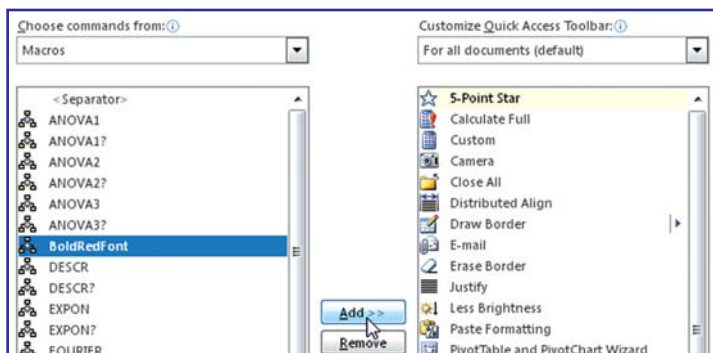 Choose commands from:
Macros
<Separator>
ANOVA1
ANOVA1?
ANOVA2
ANOVA2?
ANOVA3
ANOVA3?
BoldRedFont
DESCR
DESCR?
EXPON
EXPON?
FOURIER
Add >>
Remove
Customize Quick Access Toolbar:
For all documents (default)
5-Point Star
Calculate Full
Custom
Camera
Close All
Distributed Align
Draw Border
E-mail
Erase Border
Justify
Less Brightness
Paste Formatting
PivotTable and PivotChart Wizard